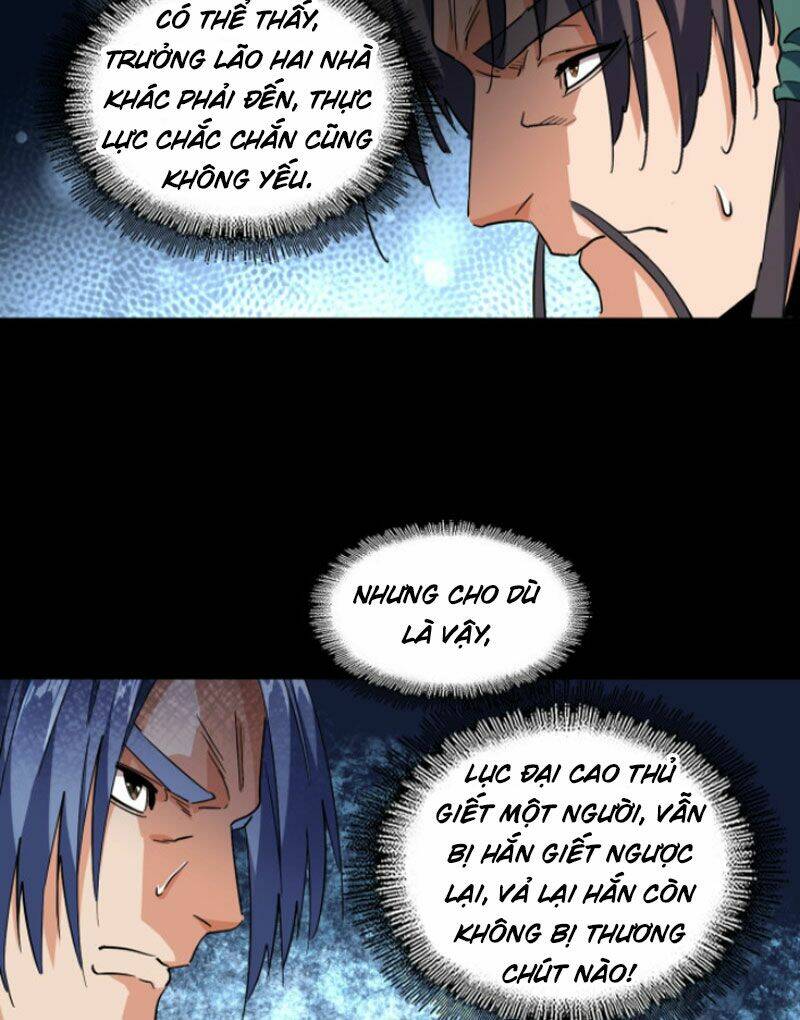 CÓ THỂ THẤY,
TRƯỞNG LÃO HAI NHÀ
KHÁC PHẢI ĐẾN, THỰC
LỰC CHẮC CHẮN CŨNG
KHÔNG YẾU.
NHƯNG CHO DÙ
LÀ VẬY,
LỤC ĐẠI CAO THỦ
GIẾT MỘT NGƯỜI, VẪN
BỊ HẮN GIẾT NGƯỢC
LẠI, VẢ LẠI HẮN CÒN
KHÔNG BỊ THƯƠNG
CHÚT NÀO!